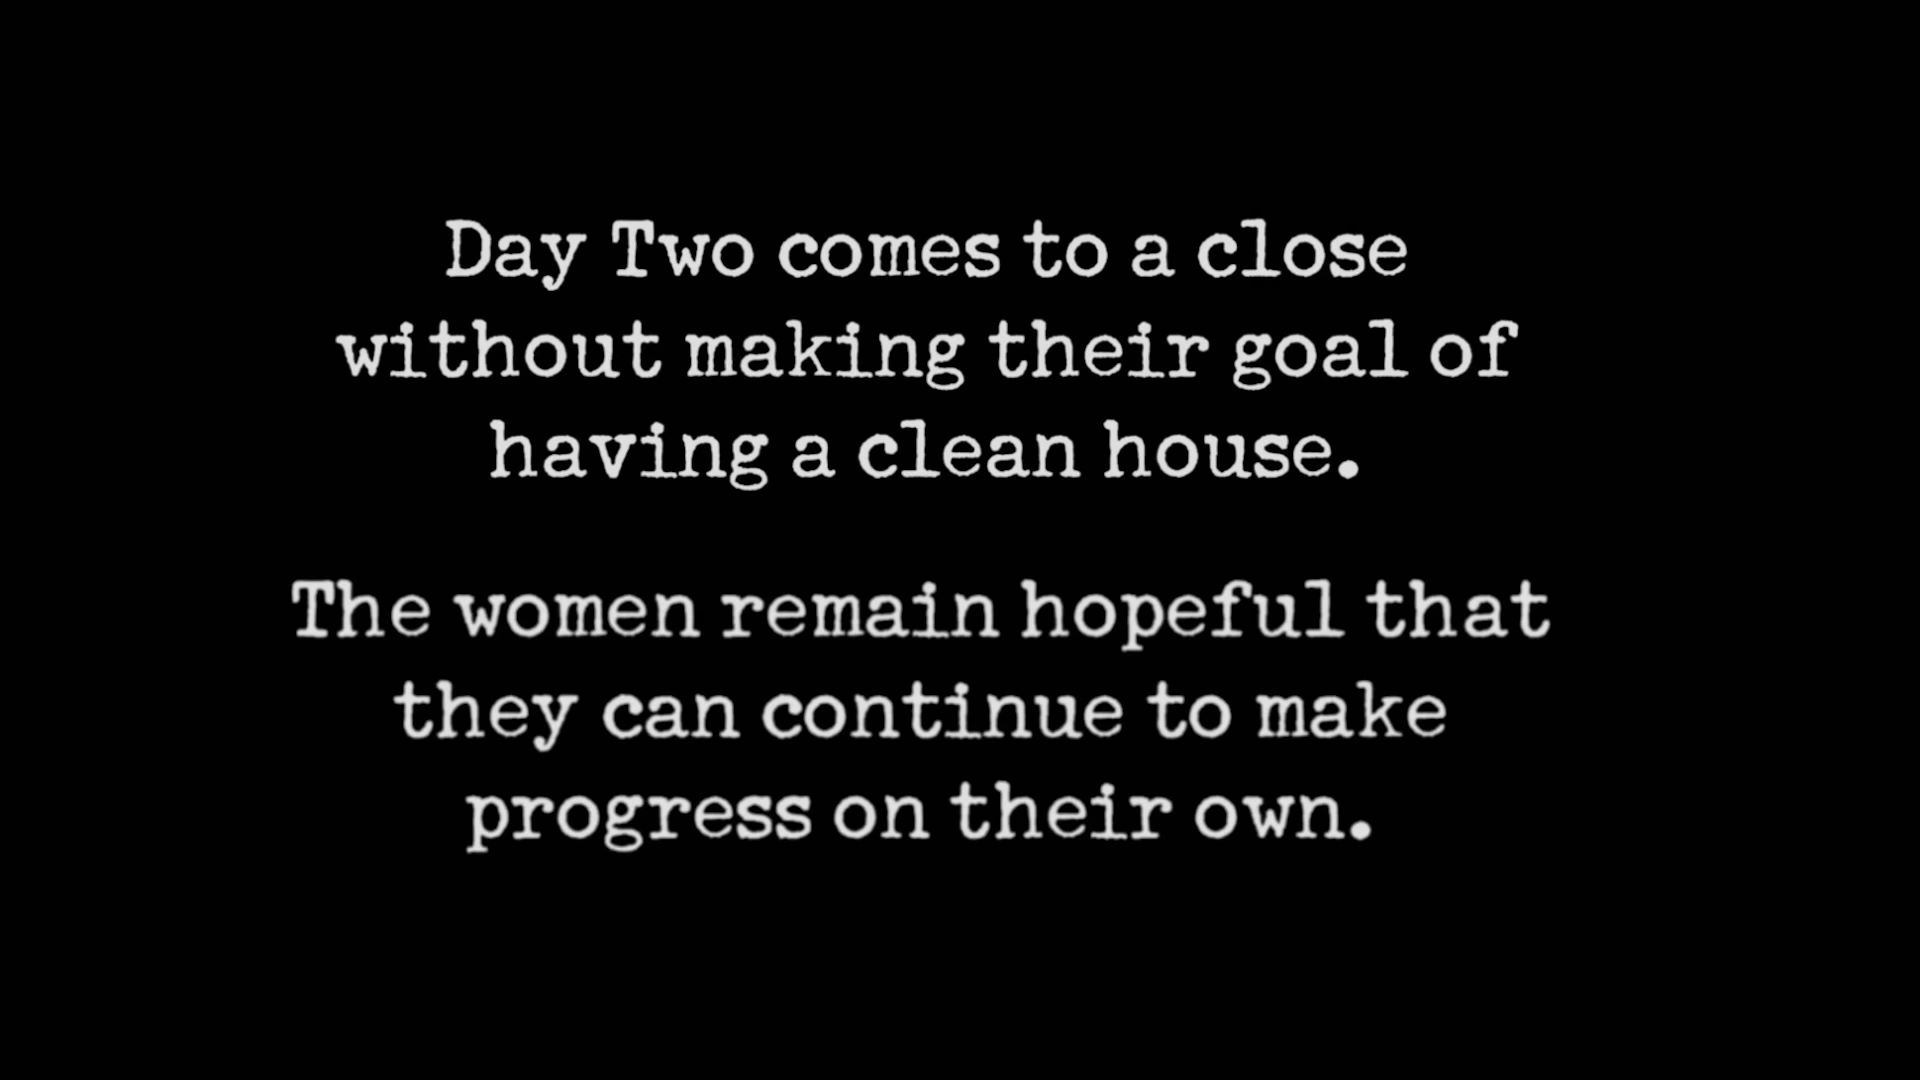 Day Two comes to a close
without making their goal of
having a clean house.
The women remain hopeful that
they can continue to make
progress on their own.